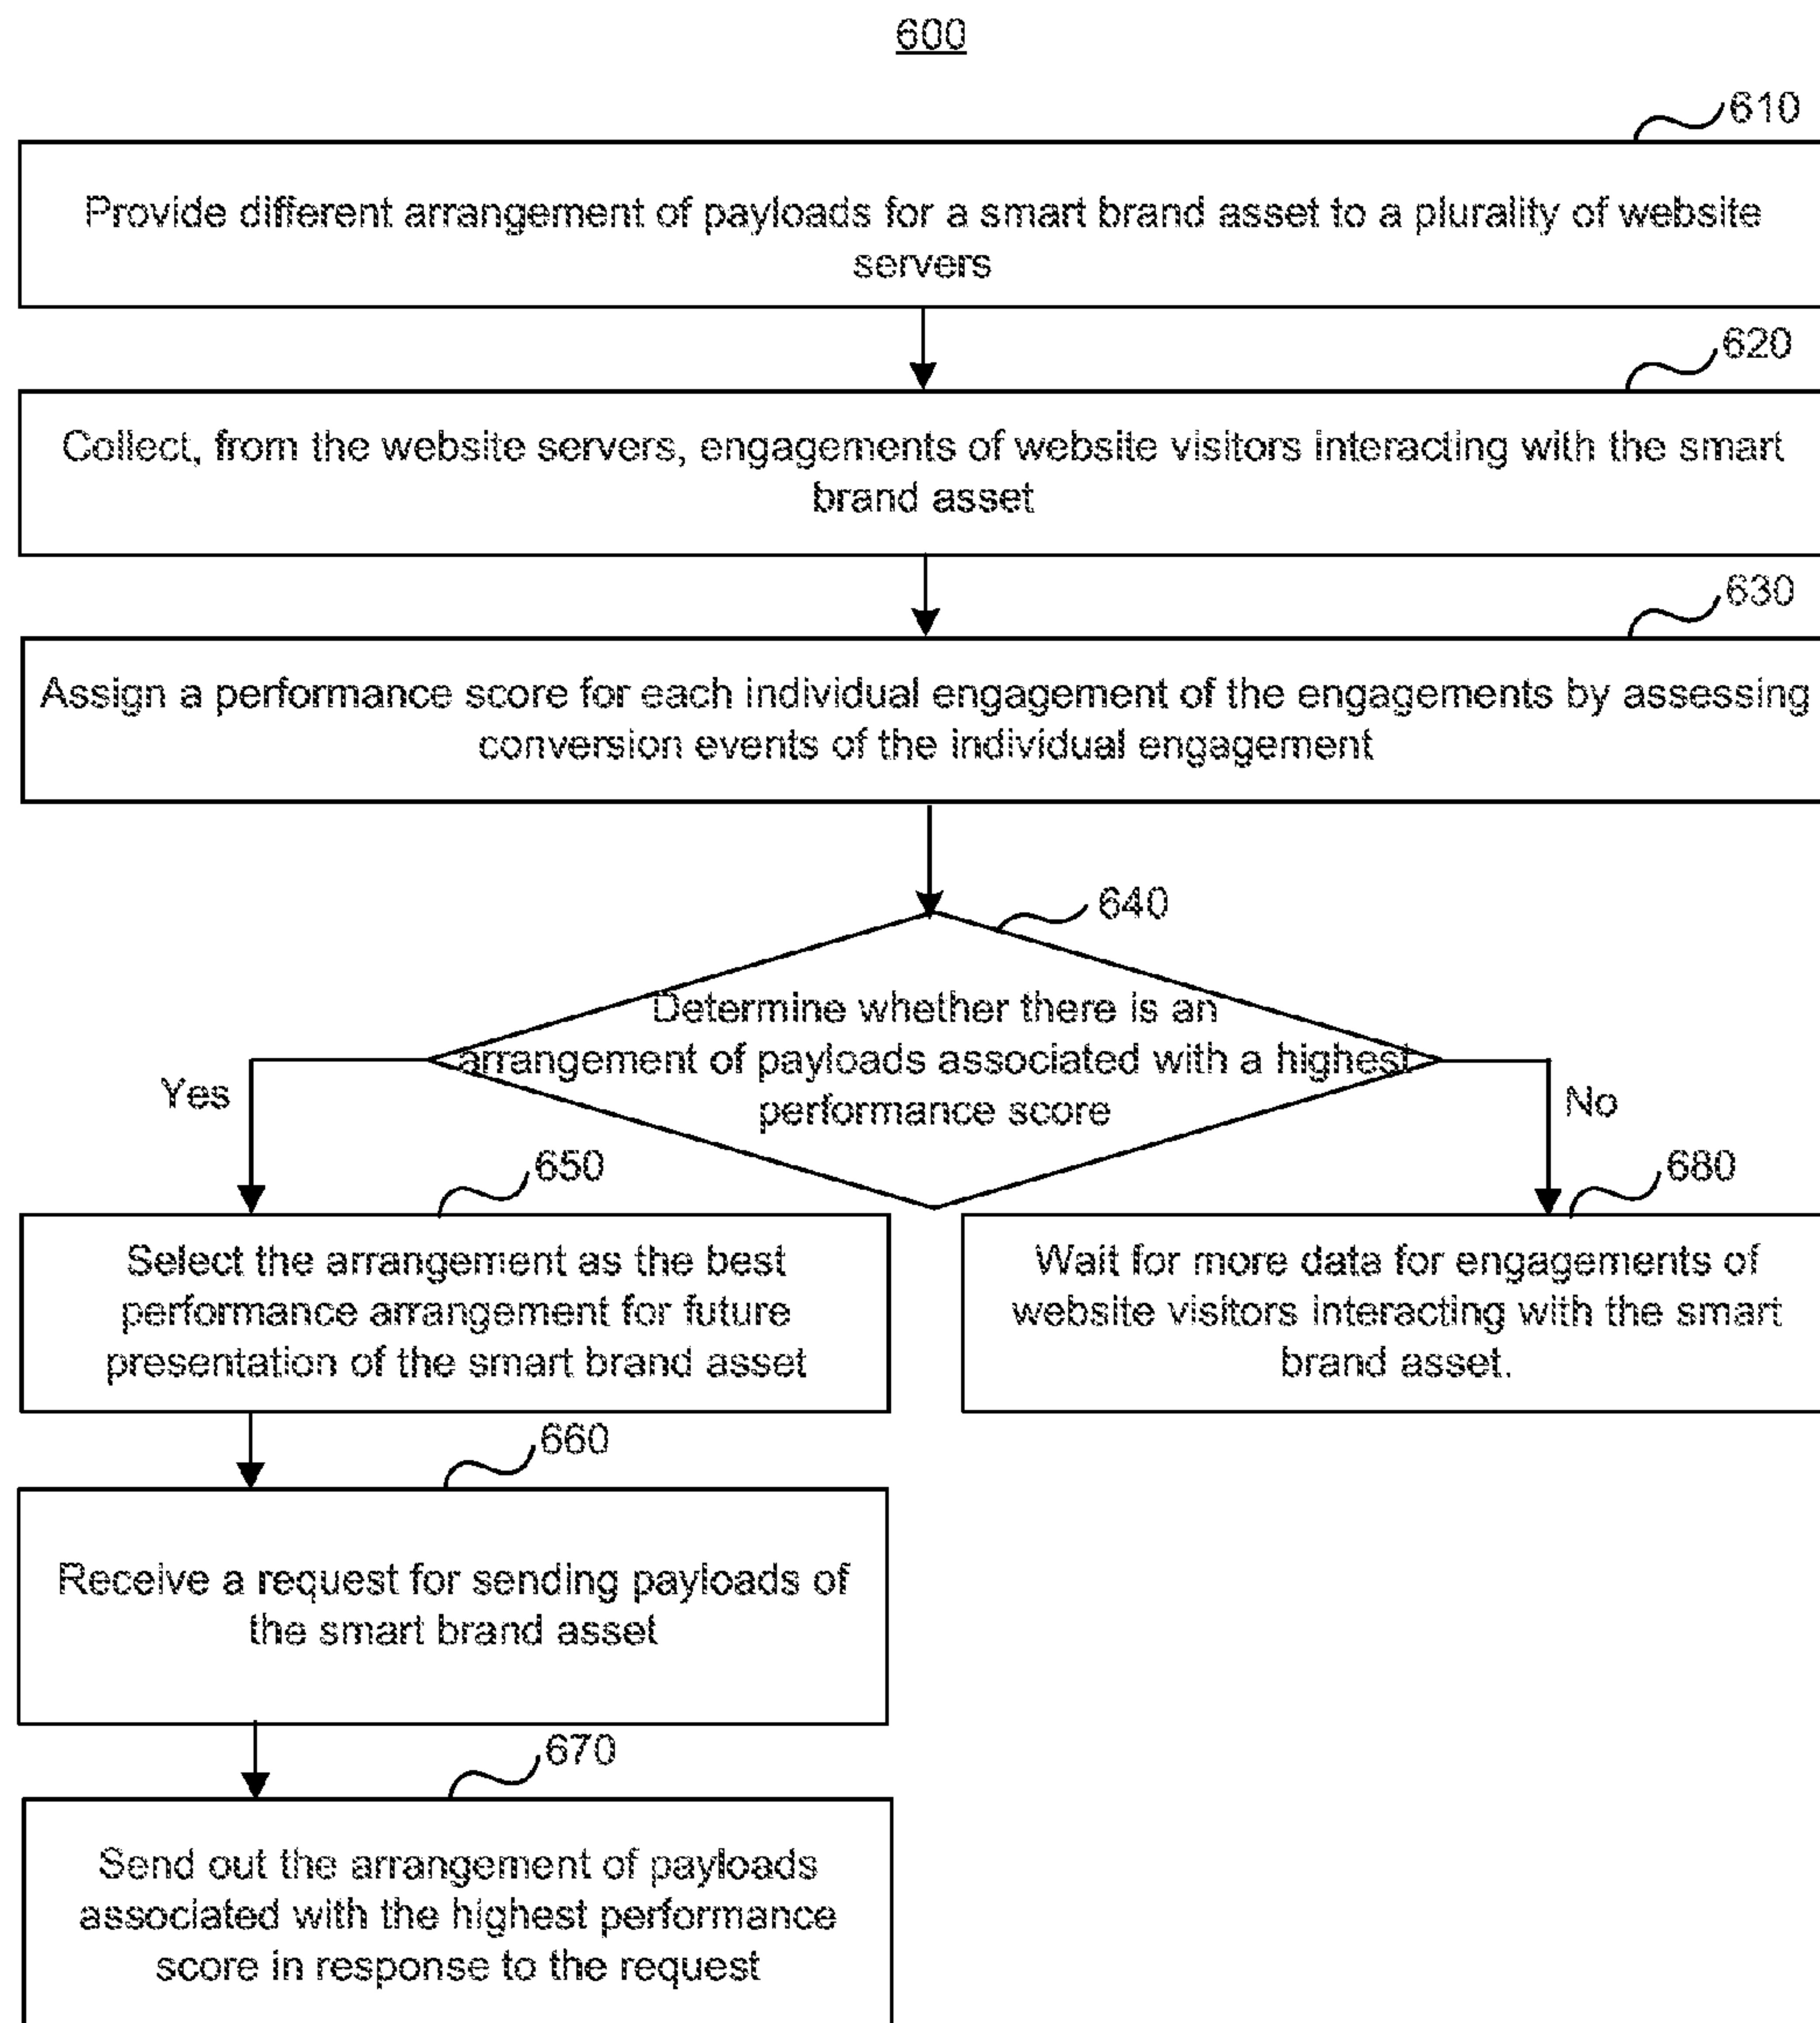 600
610
Provide different arrangement of payloads for a smart brand asset to a plurality of website
servers
620
Collect, from the website servers, engagements of website visitors interacting with the smart
brand asset
630
Assign a performance score for each individual engagement of the engagements by assessing
conversion events of the individual engagement
640
Determine whether there is an
arrangement of payloads associated with a highest
performance score
Yes
No
650
Select the arrangement as the best
performance arrangement for future
presentation of the smart brand asset
680
Wait for more data for engagements of
website visitors interacting with the smart
brand asset.
660
Receive a request for sending payloads of
the smart brand asset
670
Send out the arrangement of payloads
associated with the highest performance
score in response to the request